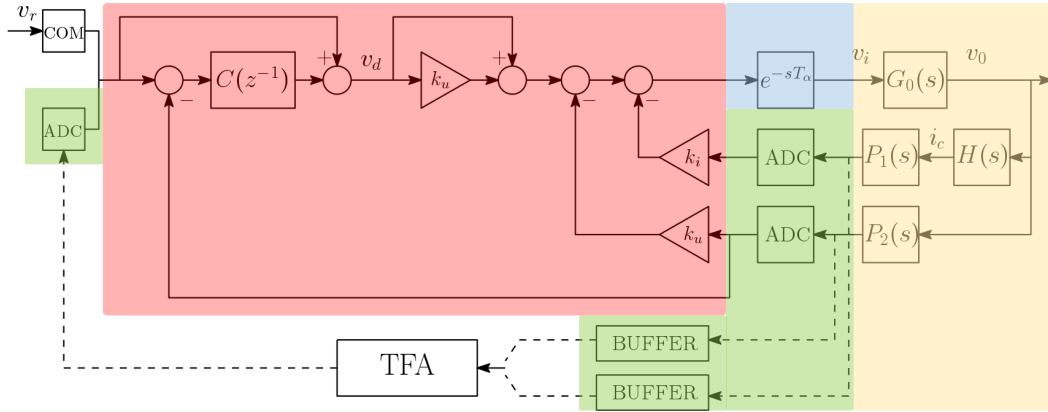 v_r
COM
ADC
−
C(z^{-1})
+
v_d
k_u
+
−
−
e^{-sT_α}
v_i
G_0(s)
v_0
k_i
ADC
P_1(s)
i_c
H(s)
k_u
ADC
P_2(s)
BUFFER
TFA
BUFFER